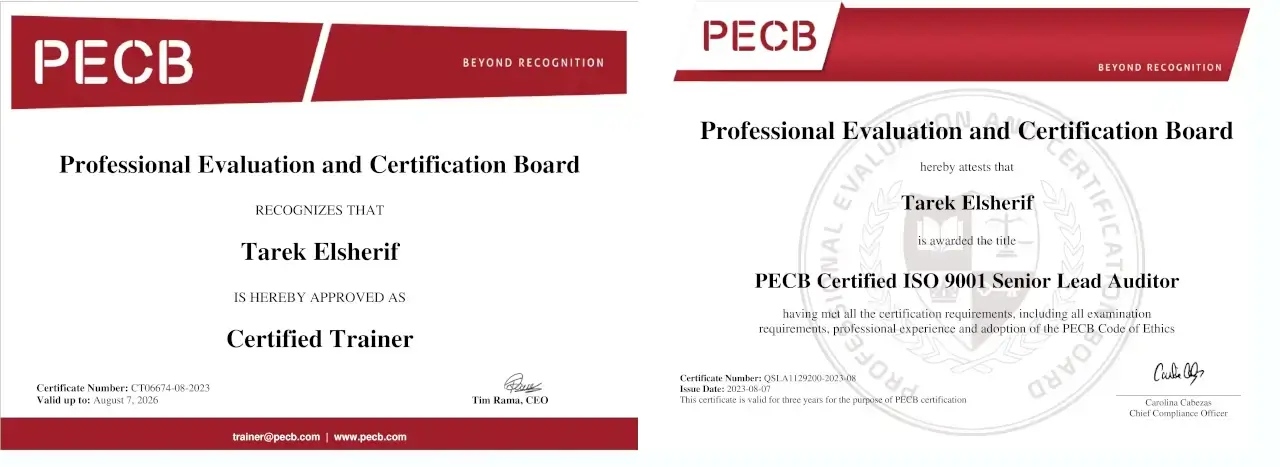 PECB
BEYOND RECOGNITION
Professional Evaluation and Certification Board
RECOGNIZES THAT
Tarek Elsherif
IS HEREBY APPROVED AS
Certified Trainer
Certificate Number: CT06674-08-2023
Valid up to: August 7, 2026
Tim Rama, CEO
trainer@pecb.com | www.pecb.com
PECB
BEYOND RECOGNITION
Professional Evaluation and Certification Board
hereby attests that
Tarek Elsherif
is awarded the title
PECB Certified ISO 9001 Senior Lead Auditor
having met all the certification requirements, including all examination
requirements, professional experience and adoption of the PECB Code of Ethics
Certificate Number: QSLA1129200-2023-08
Issue Date: 2023-08-07
This certificate is valid for three years for the purpose of PECB certification
Carolina Cabezas
Chief Compliance Officer
PROFESSIONAL EVALUATION AND CERTIFICATION BOARD